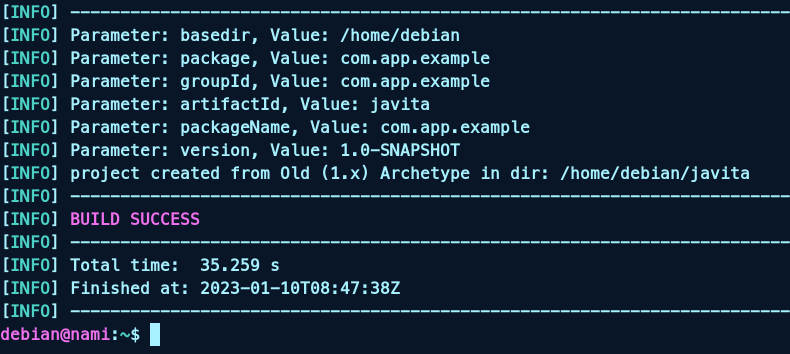 [INFO] ------------------------------------------------------------------------
[INFO] Parameter: basedir, Value: /home/debian
[INFO] Parameter: package, Value: com.app.example
[INFO] Parameter: groupId, Value: com.app.example
[INFO] Parameter: artifactId, Value: javita
[INFO] Parameter: packageName, Value: com.app.example
[INFO] Parameter: version, Value: 1.0-SNAPSHOT
[INFO] project created from Old (1.x) Archetype in dir: /home/debian/javita
[INFO] ------------------------------------------------------------------------
[INFO] BUILD SUCCESS
[INFO] ------------------------------------------------------------------------
[INFO] Total time:  35.259 s
[INFO] Finished at: 2023-01-10T08:47:38Z
[INFO] ------------------------------------------------------------------------
debian@nami:~$